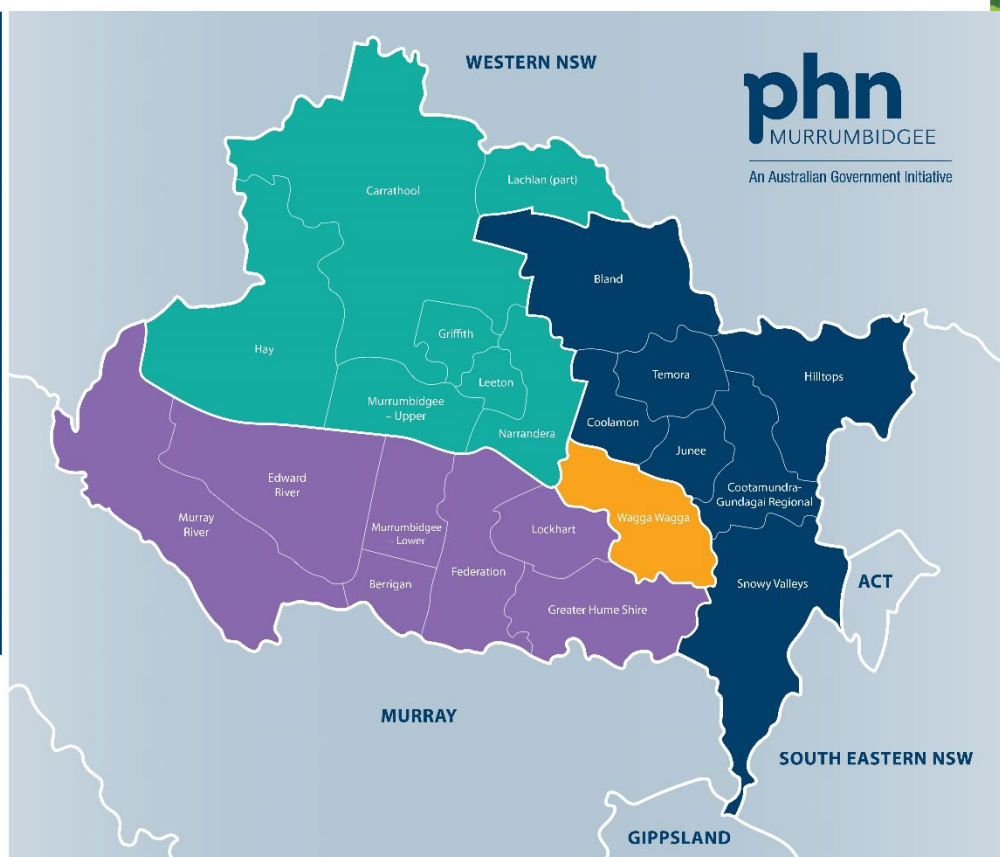 WESTERN NSW
phn
MURRUMBIDGEE
An Australian Government Initiative
Carrathool
Lachlan (part)
Bland
Griffith
Hay
Leeton
Temora
Hilltops
Murrumbidgee
– Upper
Narrandera
Coolamon
Junee
Cootamundra-
Gundagai Regional
Edward
River
Murray
River
Murrumbidgee
- Lower
Lockhart
Wagga Wagga
Berrigan
Federation
Greater Hume Shire
Snowy Valleys
ACT
MURRAY
SOUTH EASTERN NSW
GIPPSLAND